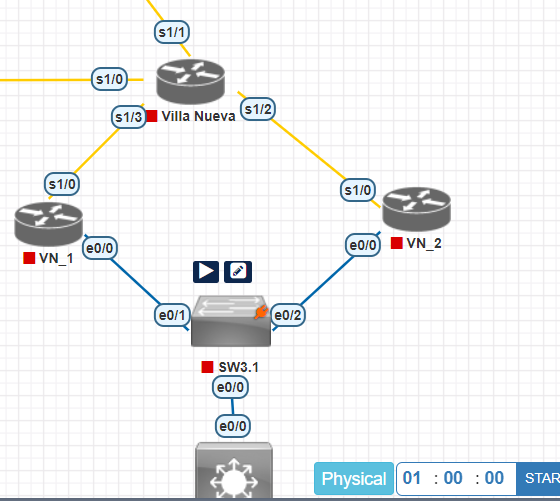 s1/1
s1/0
s1/3
Villa Nueva
s1/2
s1/0
s1/0
VN_1
e0/0
e0/0
VN_2
e0/1
e0/2
SW3.1
e0/0
e0/0
Physical
01 : 00 : 00
STAR